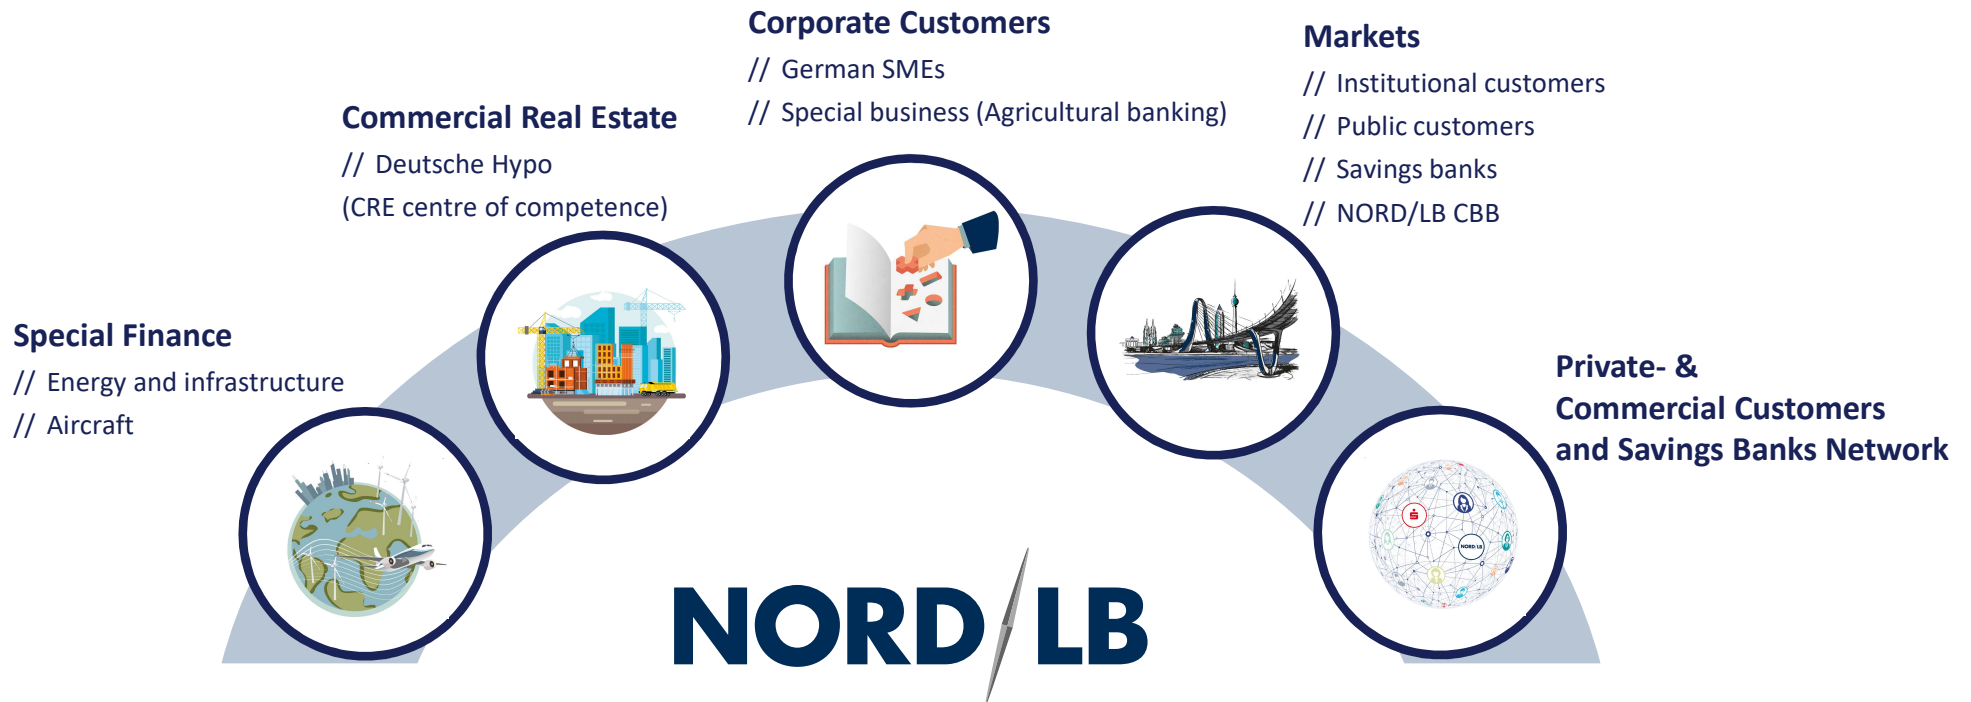 Corporate Customers
// German SMEs
// Special business (Agricultural banking)
Markets
// Institutional customers
// Public customers
// Savings banks
// NORD/LB CBB
Commercial Real Estate
// Deutsche Hypo
(CRE centre of competence)
Special Finance
// Energy and infrastructure
// Aircraft
Private- &
Commercial Customers
and Savings Banks Network
NORD/LB
NORD/LB